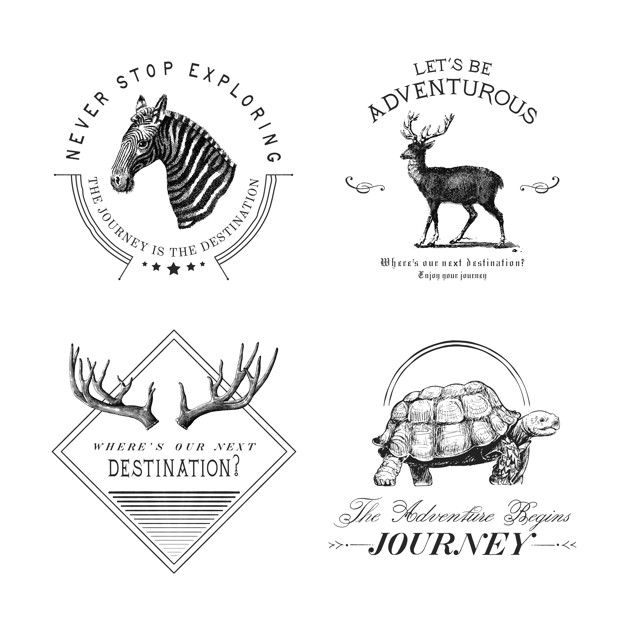 NEVER STOP EXPLORING
THE JOURNEY IS THE DESTINATION
LET'S BE
ADVENTUROUS
Where's our next destination?
Enjoy your journey
WHERE'S OUR NEXT
DESTINATION?
The Adventure Begins
JOURNEY